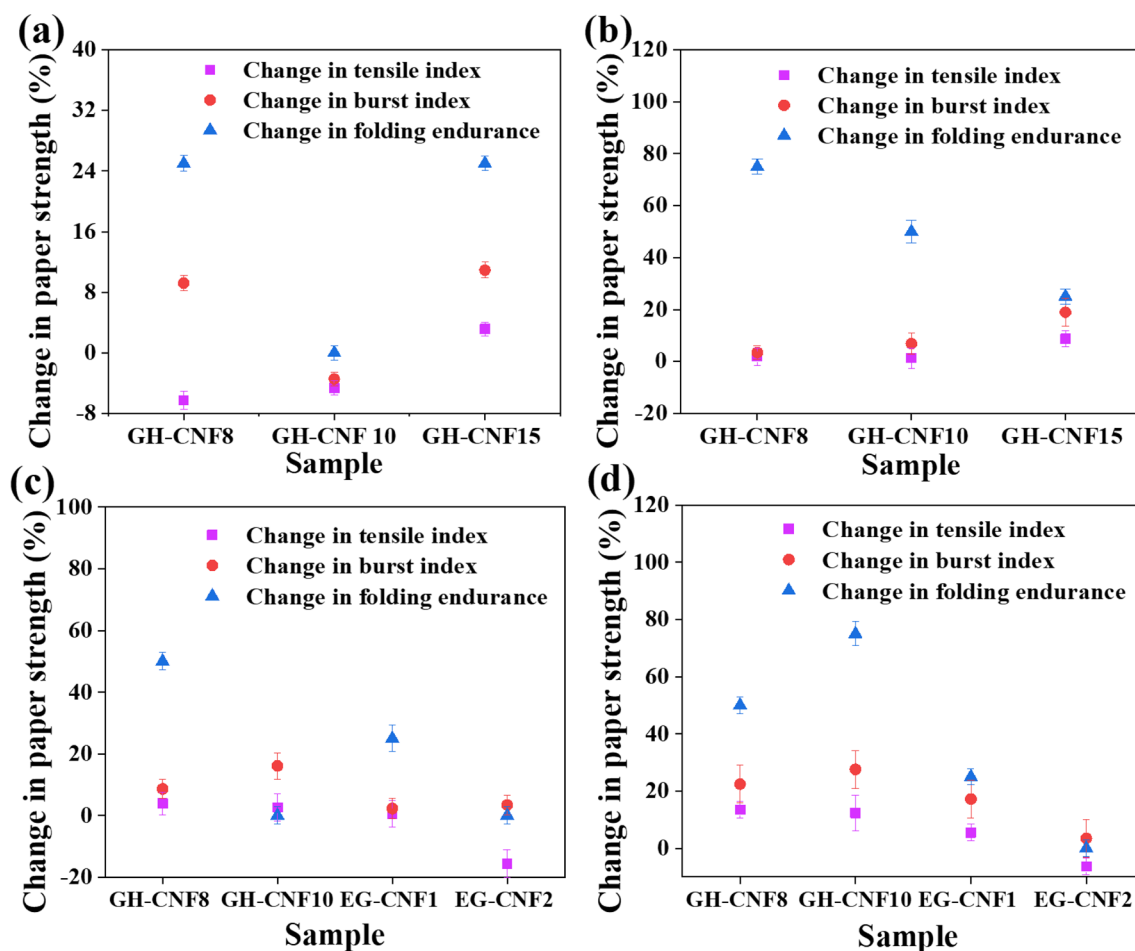 (a)
Change in paper strength (%)
40
32
24
16
8
0
-8
Change in tensile index
Change in burst index
Change in folding endurance
GH-CNF8 GH-CNF 10 GH-CNF15
Sample
(b)
Change in paper strength (%)
120
100
80
60
40
20
0
-20
Change in tensile index
Change in burst index
Change in folding endurance
GH-CNF8 GH-CNF10 GH-CNF15
Sample
(c)
Change in paper strength (%)
100
80
60
40
20
0
-20
Change in tensile index
Change in burst index
Change in folding endurance
GH-CNF8 GH-CNF10 EG-CNF1 EG-CNF2
Sample
(d)
Change in paper strength (%)
120
100
80
60
40
20
0
Change in tensile index
Change in burst index
Change in folding endurance
GH-CNF8 GH-CNF10 EG-CNF1 EG-CNF2
Sample